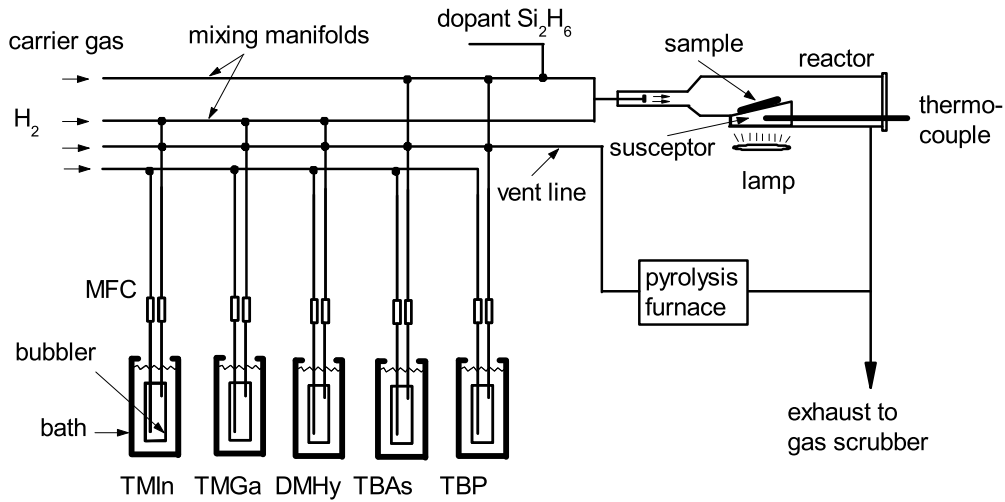 dopant Si2H6
carrier gas
mixing manifolds
sample
reactor
H2
thermo-
couple
susceptor
lamp
vent line
MFC
pyrolysis
furnace
bubbler
bath
exhaust to
gas scrubber
TMIn
TMGa
DMHy
TBAs
TBP